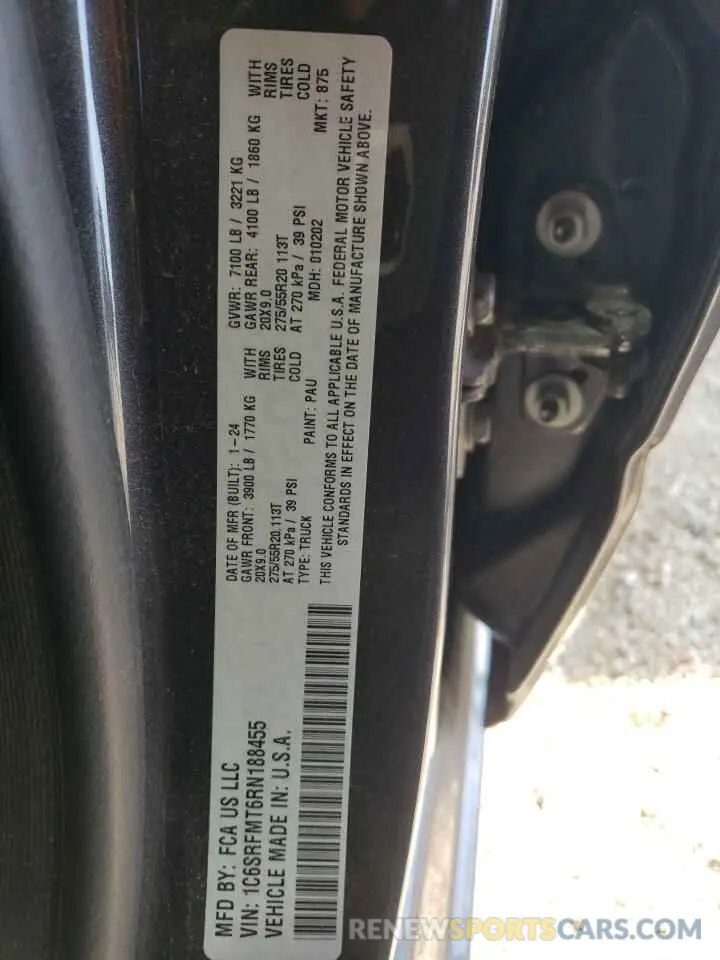 MFD BY: FCA US LLC
VIN: 1C6SRFMT6RN188455
VEHICLE MADE IN: U.S.A.
DATE OF MFR (BUILT): 1-24 GVWR: 7100 LB / 3221 KG
GAWR FRONT: 3900 LB / 1770 KG WITH GAWR REAR: 4100 LB / 1860 KG WITH
20X9.0 RIMS 20X9.0 RIMS
275/55R20 113T TIRES 275/55R20 113T TIRES
AT 270 kPa / 39 PSI COLD AT 270 kPa / 39 PSI COLD
TYPE: TRUCK PAINT: PAU MDH: 010202 MKT: 875
THIS VEHICLE CONFORMS TO ALL APPLICABLE U.S.A. FEDERAL MOTOR VEHICLE SAFETY
STANDARDS IN EFFECT ON THE DATE OF MANUFACTURE SHOWN ABOVE.
RENEWSPORTSCARS.COM